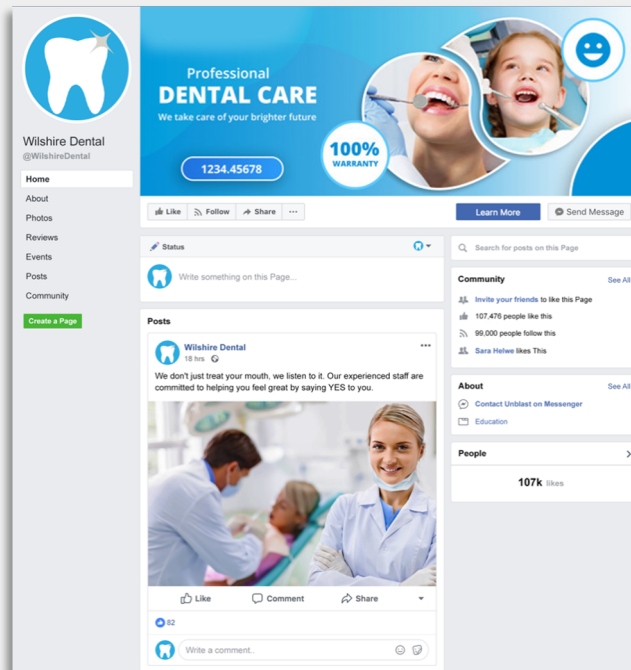 Wilshire Dental
@WilshireDental
Home
About
Photos
Reviews
Events
Posts
Community
Create a Page
Professional
DENTAL CARE
We take care of your brighter future
1234.45678
100%
WARRANTY
Like
Follow
Share
Learn More
Send Message
Status
Write something on this Page...
Posts
Wilshire Dental
18 hrs
We don't just treat your mouth, we listen to it. Our experienced staff are
committed to helping you feel great by saying YES to you.
Like
Comment
Share
82
Write a comment..
Search for posts on this Page
Community
See All
Invite your friends to like this Page
107,476 people like this
99,000 people follow this
Sara Helwe likes This
About
See All
Contact Unblast on Messenger
Education
People
107k likes